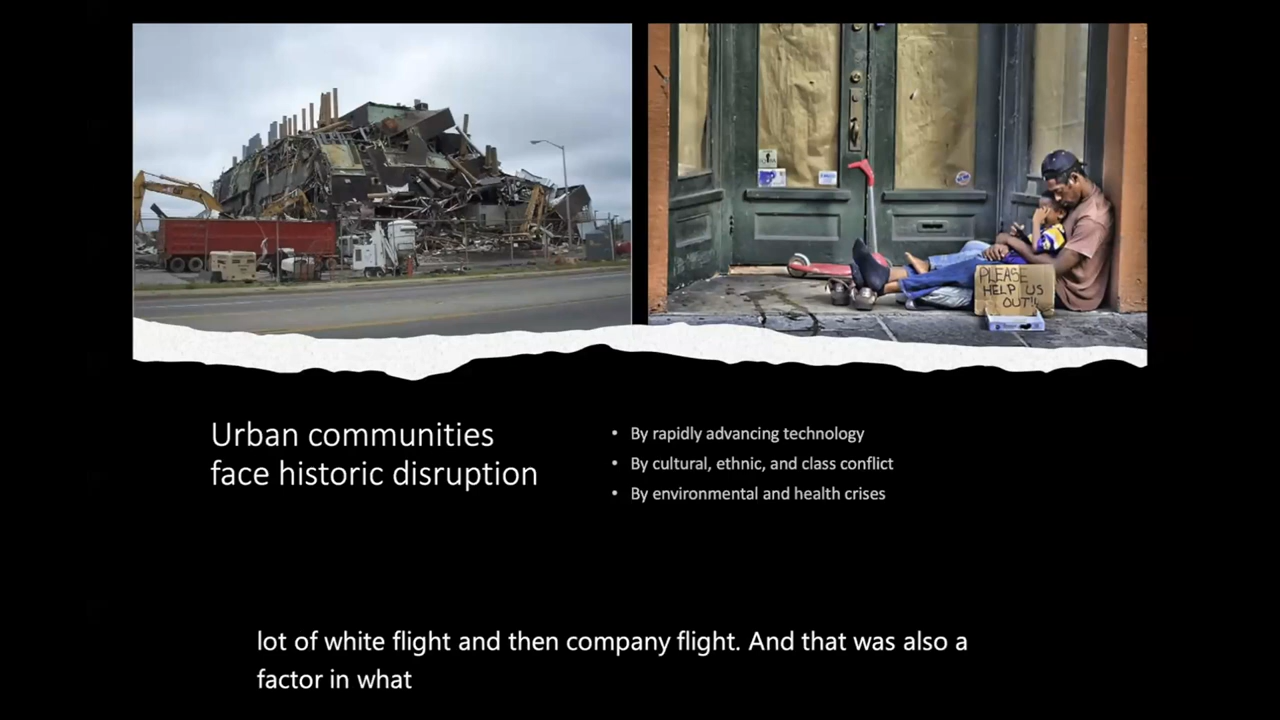 PLEASE
HELP US
OUT!!
Urban communities
face historic disruption
• By rapidly advancing technology
• By cultural, ethnic, and class conflict
• By environmental and health crises
lot of white flight and then company flight. And that was also a
factor in what